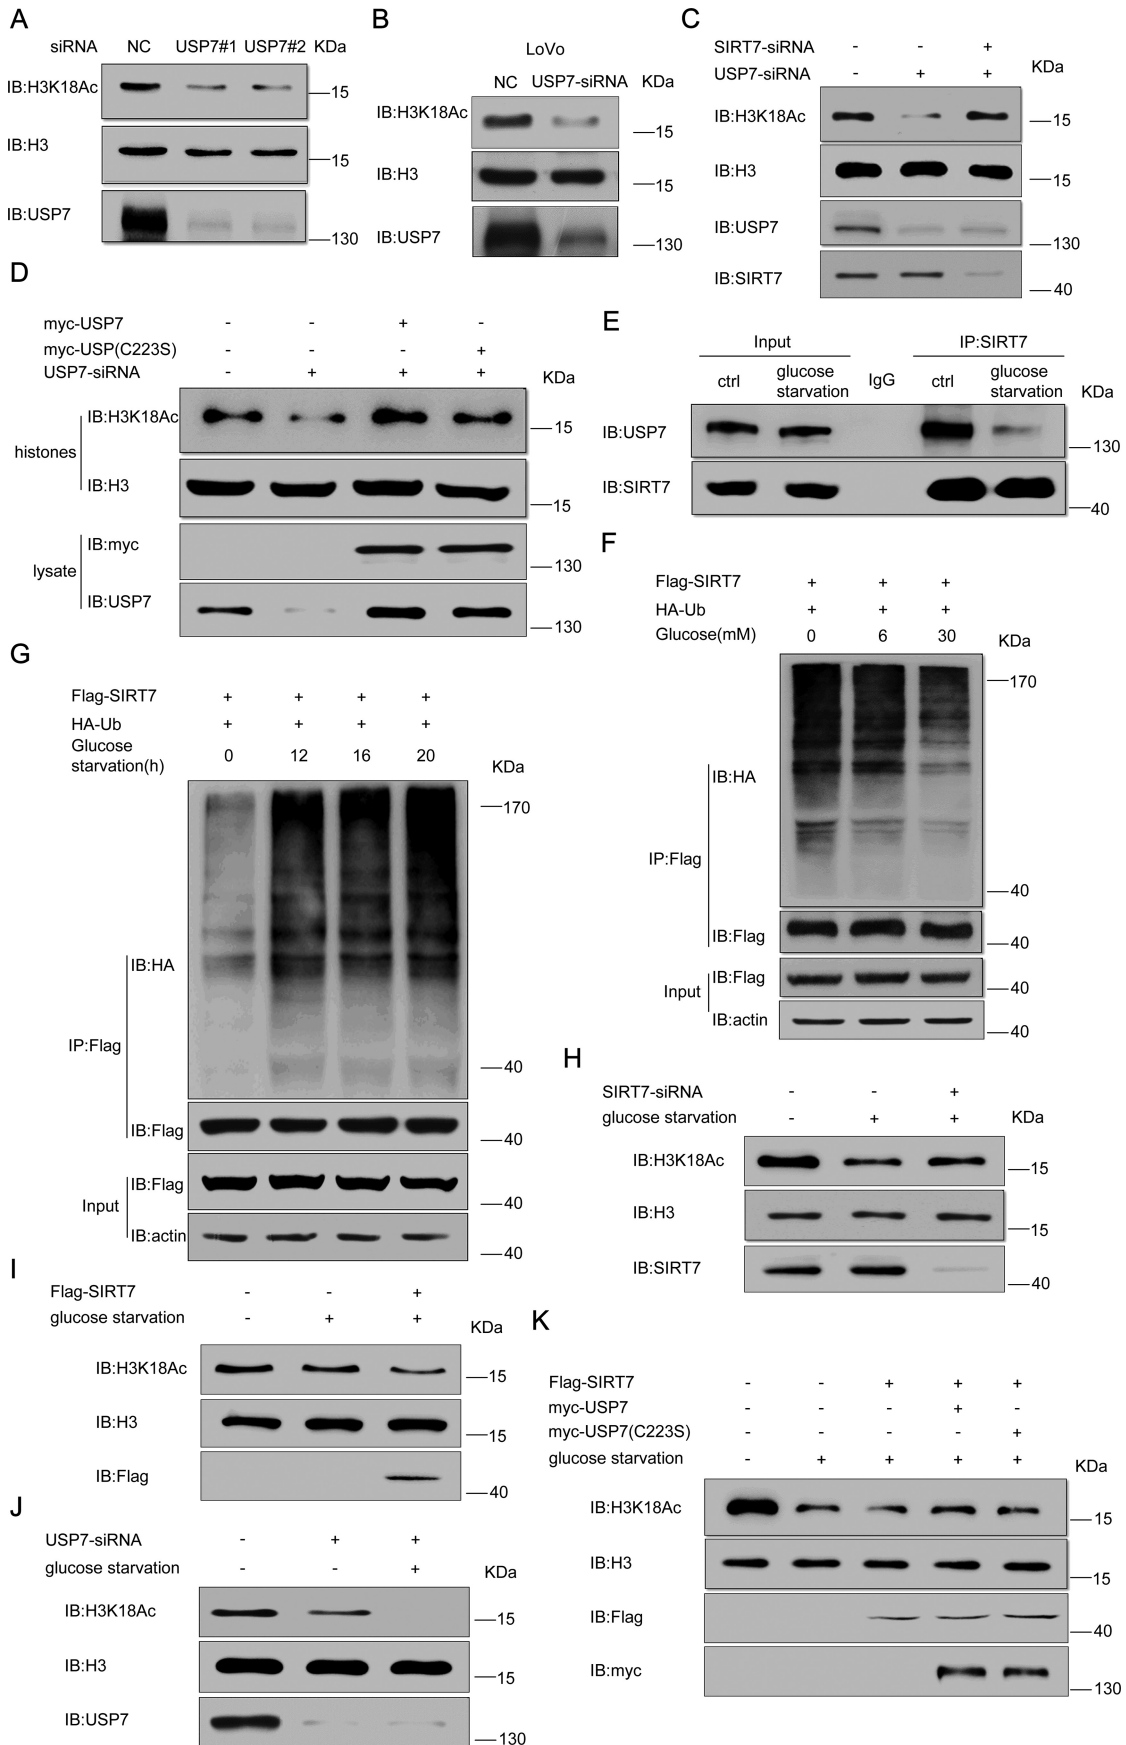 A
siRNA NC USP7#1 USP7#2 KDa
IB:H3K18Ac
15
IB:H3
15
IB:USP7
130
B
LoVo
NC USP7-siRNA KDa
IB:H3K18Ac
15
IB:H3
15
IB:USP7
130
C
SIRT7-siRNA - - +
USP7-siRNA - + +
KDa
IB:H3K18Ac
15
IB:H3
15
IB:USP7
130
IB:SIRT7
40
D
myc-USP7 - - + -
myc-USP(C223S) - - - +
USP7-siRNA - + + +
KDa
histones
IB:H3K18Ac
15
IB:H3
15
lysate
IB:myc
130
IB:USP7
130
E
Input IP:SIRT7
ctrl glucose starvation IgG ctrl glucose starvation
KDa
IB:USP7
130
IB:SIRT7
40
F
Flag-SIRT7 + + +
HA-Ub + + +
Glucose(mM) 0 6 30
KDa
170
IB:HA
IP:Flag
40
IB:Flag
40
Input
IB:Flag
40
IB:actin
40
G
Flag-SIRT7 + + + +
HA-Ub + + + +
Glucose
starvation(h) 0 12 16 20
KDa
170
IB:HA
IP:Flag
40
IB:Flag
40
Input
IB:Flag
40
IB:actin
40
H
SIRT7-siRNA - - +
glucose starvation - + +
KDa
IB:H3K18Ac
15
IB:H3
15
IB:SIRT7
40
I
Flag-SIRT7 - - +
glucose starvation - + +
KDa
IB:H3K18Ac
15
IB:H3
15
IB:Flag
40
J
USP7-siRNA - + +
glucose starvation - - +
KDa
IB:H3K18Ac
15
IB:H3
15
IB:USP7
130
K
Flag-SIRT7 - - + + +
myc-USP7 - - - + -
myc-USP7(C223S) - - - - +
glucose starvation - + + + +
KDa
IB:H3K18Ac
15
IB:H3
15
IB:Flag
40
IB:myc
130